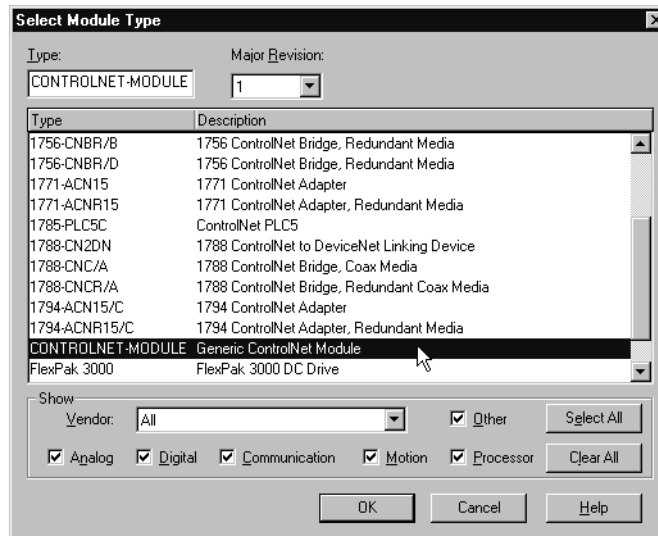 Select Module Type
Type: Major Revision:
CONTROLNET-MODULE 1
Type Description
1756-CNBR/B 1756 ControlNet Bridge, Redundant Media
1756-CNBR/D 1756 ControlNet Bridge, Redundant Media
1771-ACN15 1771 ControlNet Adapter
1771-ACNR15 1771 ControlNet Adapter, Redundant Media
1785-PLC5C ControlNet PLC5
1788-CN2DN 1788 ControlNet to DeviceNet Linking Device
1788-CNC/A 1788 ControlNet Bridge, Coax Media
1788-CNCR/A 1788 ControlNet Bridge, Redundant Coax Media
1794-ACN15/C 1794 ControlNet Adapter
1794-ACNR15/C 1794 ControlNet Adapter, Redundant Media
CONTROLNET-MODULE Generic ControlNet Module
FlexPak 3000 FlexPak 3000 DC Drive
Show
Vendor: All Other Select All
Analog Digital Communication Motion Processor Clear All
OK Cancel Help